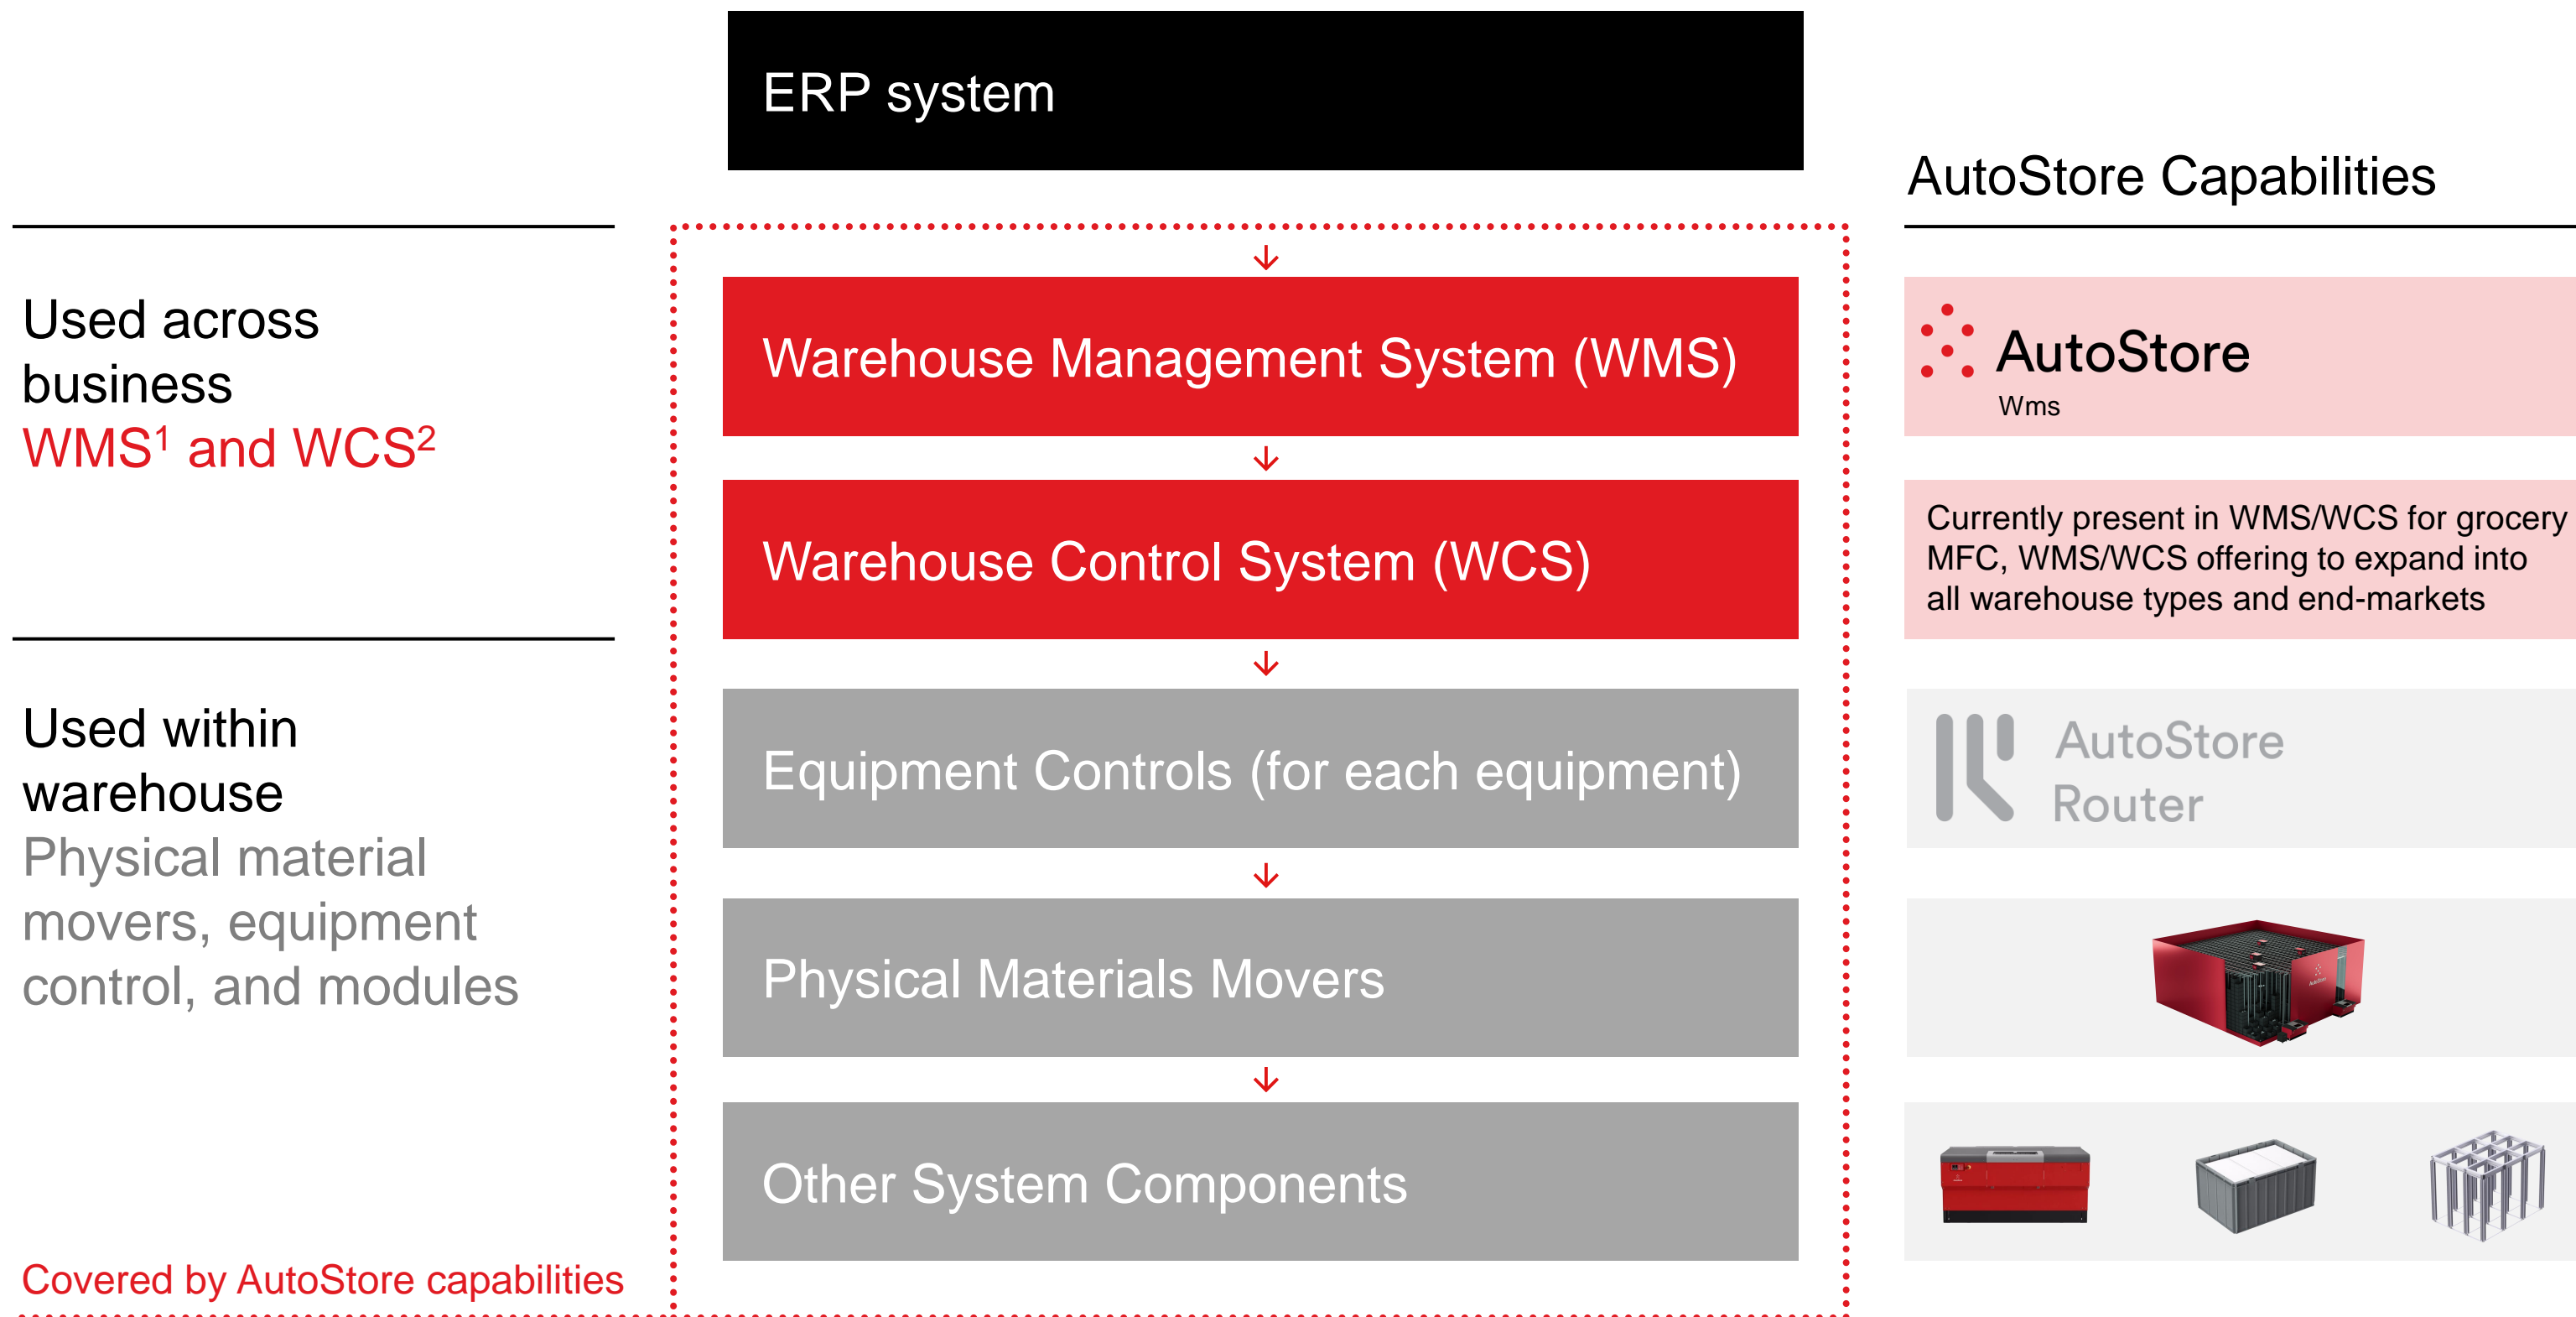 ERP system
AutoStore Capabilities
Used across
business
WMS¹ and WCS²
Warehouse Management System (WMS)
AutoStore
Wms
Warehouse Control System (WCS)
Currently present in WMS/WCS for grocery
MFC, WMS/WCS offering to expand into
all warehouse types and end-markets
Used within
warehouse
Physical material
movers, equipment
control, and modules
Equipment Controls (for each equipment)
AutoStore
Router
Physical Materials Movers
AutoStore
Other System Components
Covered by AutoStore capabilities